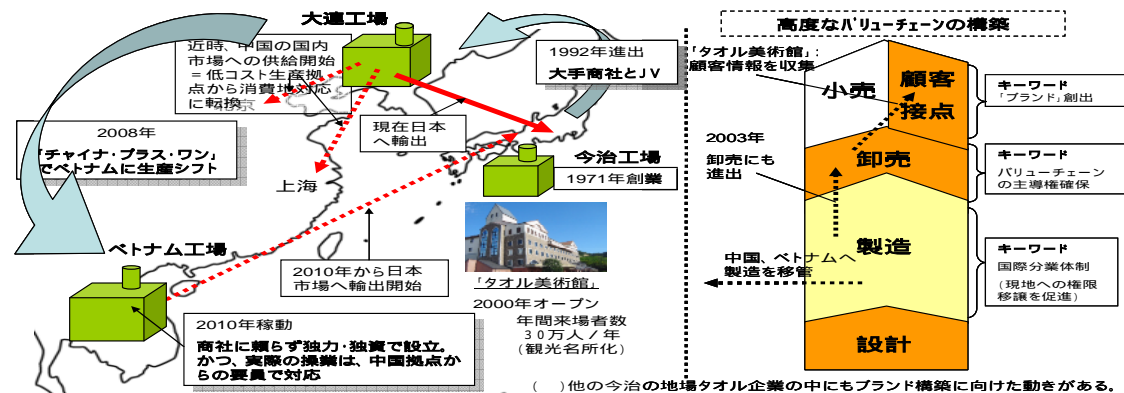 大連工場
近時、中国の国内
市場への供給開始
＝低コスト生産拠
点から消費地対応
に転換
1992年進出
大手商社とJV
2008年
「チャイナ・プラス・ワン」
でベトナムに生産シフト
現在日本
へ輸出
上海
今治工場
1971年創業
ベトナム工場
2010年から日本
市場へ輸出開始
「タオル美術館」
2000年オープン
年間来場者数
30万人／年
(観光名所化)
2010年稼動
商社に頼らず独力・独資で設立。
かつ、実際の操業は、中国拠点か
らの要員で対応
高度なバリューチェーンの構築
「タオル美術館」:
顧客情報を収集
小売
顧客
接点
キーワード
「ブランド」創出
2003年
卸売にも
進出
卸売
キーワード
バリューチェーン
の主導権確保
製造
中国、ベトナムへ
製造を移管
キーワード
国際分業体制
(現地への権限
移譲を促進)
設計
(　)他の今治の地場タオル企業の中にもブランド構築に向けた動きがある。